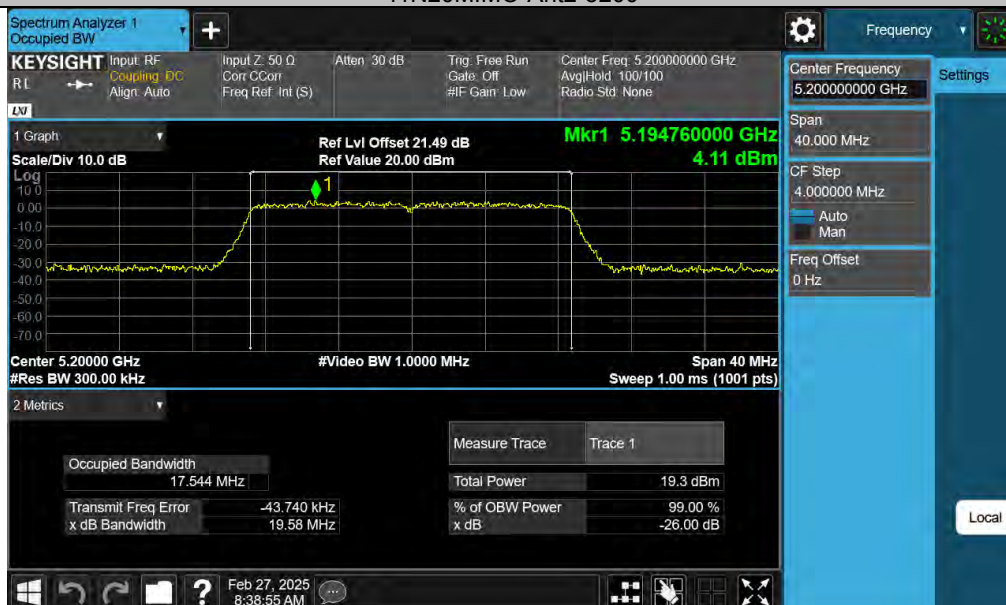 Spectrum Analyzer 1
Occupied BW
Frequency
KEYSIGHT
RL
LXI
Input: RF
Coupling: DC
Align: Auto
Input Z: 50 Ω
Corr CCorr
Freq Ref: Int (S)
Atten: 30 dB
Trig: Free Run
Gate: Off
#IF Gain: Low
Center Freq: 5.200000000 GHz
Avg|Hold: 100/100
Radio Std: None
Center Frequency
5.200000000 GHz
Settings
Span
40.000 MHz
CF Step
4.000000 MHz
Auto
Man
Freq Offset
0 Hz
Local
1 Graph
Scale/Div 10.0 dB
Ref Lvl Offset 21.49 dB
Ref Value 20.00 dBm
Mkr1 5.194760000 GHz
4.11 dBm
Log
10.0
0.00
-10.0
-20.0
-30.0
-40.0
-50.0
-60.0
-70.0
1
Center 5.20000 GHz
#Video BW 1.0000 MHz
Span 40 MHz
#Res BW 300.00 kHz
Sweep 1.00 ms (1001 pts)
2 Metrics
Measure Trace
Trace 1
Occupied Bandwidth
17.544 MHz
Total Power
19.3 dBm
Transmit Freq Error
-43.740 kHz
% of OBW Power
99.00 %
x dB Bandwidth
19.58 MHz
x dB
-26.00 dB
?
Feb 27, 2025
8:38:55 AM